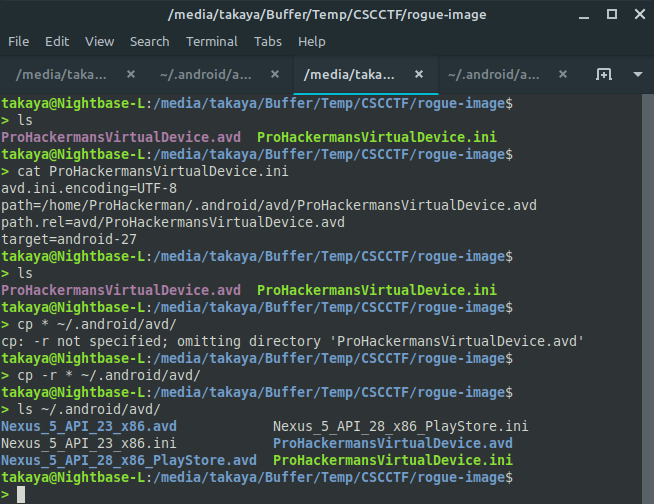 /media/takaya/Buffer/Temp/CSCCTF/rogue-image
File Edit View Search Terminal Tabs Help
/media/taka... × ~/.android/a... × /media/taka... × ~/.android/a... ×
takaya@Nightbase-L:/media/takaya/Buffer/Temp/CSCCTF/rogue-image$
> ls
ProHackermansVirtualDevice.avd ProHackermansVirtualDevice.ini
takaya@Nightbase-L:/media/takaya/Buffer/Temp/CSCCTF/rogue-image$
> cat ProHackermansVirtualDevice.ini
avd.ini.encoding=UTF-8
path=/home/ProHackerman/.android/avd/ProHackermansVirtualDevice.avd
path.rel=avd/ProHackermansVirtualDevice.avd
target=android-27
takaya@Nightbase-L:/media/takaya/Buffer/Temp/CSCCTF/rogue-image$
> ls
ProHackermansVirtualDevice.avd ProHackermansVirtualDevice.ini
takaya@Nightbase-L:/media/takaya/Buffer/Temp/CSCCTF/rogue-image$
> cp * ~/.android/avd/
cp: -r not specified; omitting directory 'ProHackermansVirtualDevice.avd'
takaya@Nightbase-L:/media/takaya/Buffer/Temp/CSCCTF/rogue-image$
> cp -r * ~/.android/avd/
takaya@Nightbase-L:/media/takaya/Buffer/Temp/CSCCTF/rogue-image$
> ls ~/.android/avd/
Nexus_5_API_23_x86.avd Nexus_5_API_28_x86_PlayStore.ini
Nexus_5_API_23_x86.ini ProHackermansVirtualDevice.avd
Nexus_5_API_28_x86_PlayStore.avd ProHackermansVirtualDevice.ini
takaya@Nightbase-L:/media/takaya/Buffer/Temp/CSCCTF/rogue-image$
>